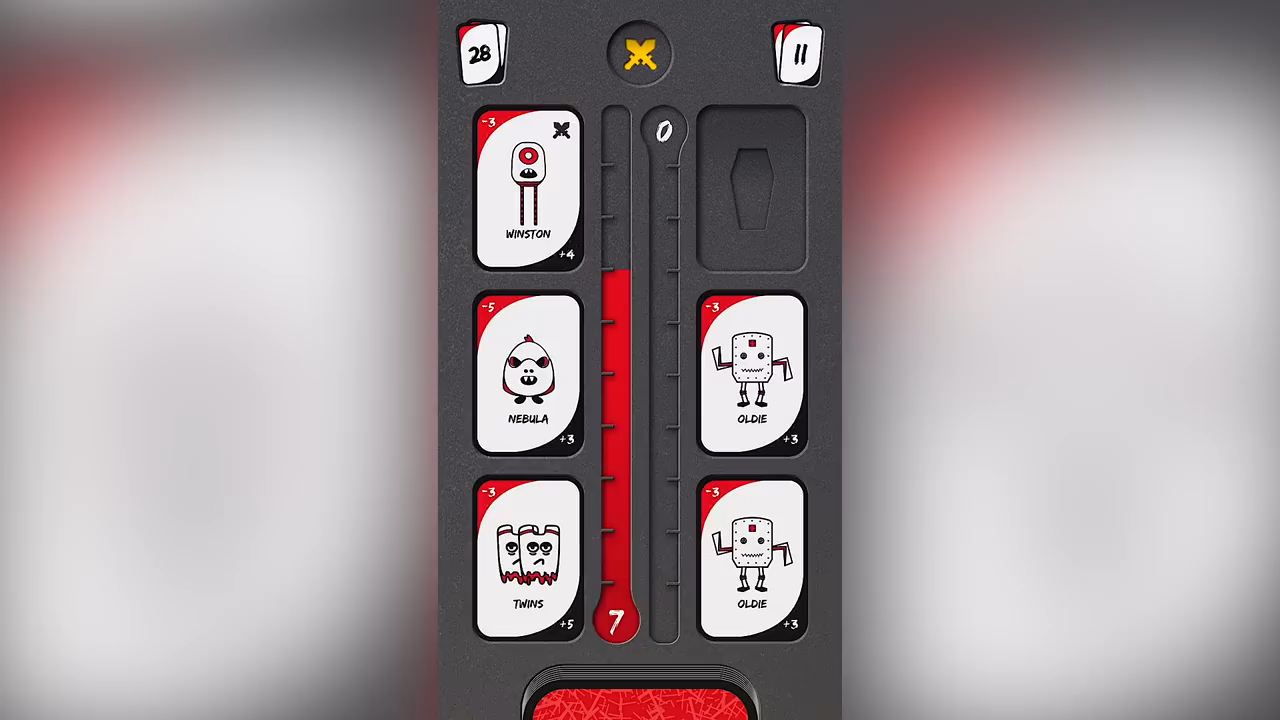 28
11
0
-3
WINSTON
+4
-5
NEBULA
+3
-3
OLDIE
+3
-3
TWINS
+5
-3
OLDIE
+3
7